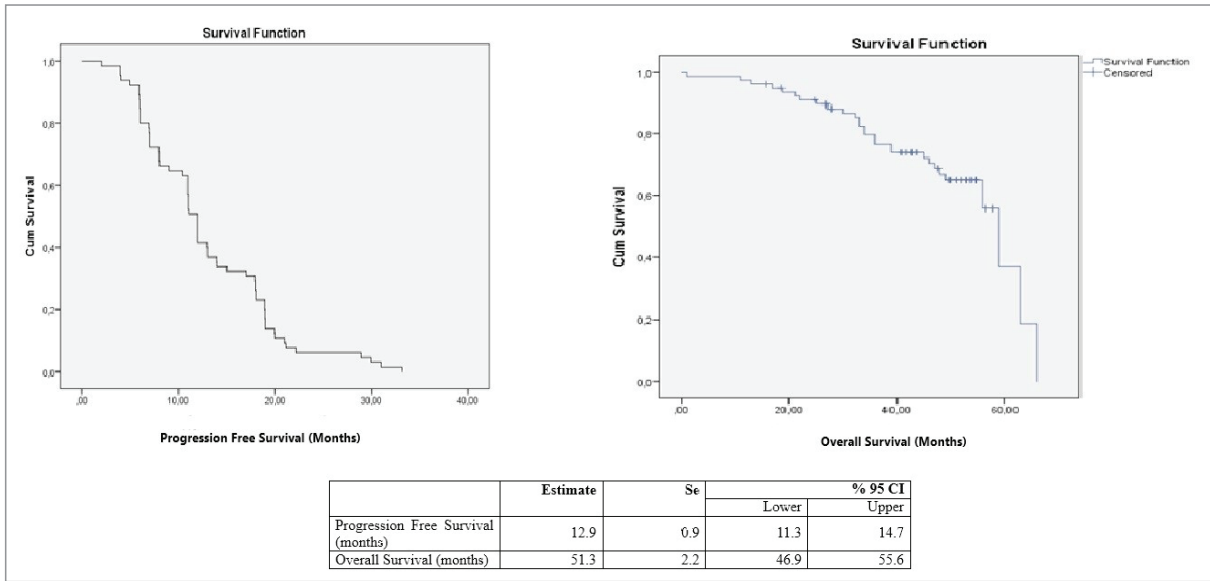 Survival Function
1,0
0,8
0,6
0,4
0,2
0,0
Cum Survival
,00 10,00 20,00 30,00 40,00
Progression Free Survival (Months)
Survival Function
Survival Function
Censored
1,0
0,8
0,6
0,4
0,2
0,0
Cum Survival
,00 20,00 40,00 60,00
Overall Survival (Months)
Estimate Se % 95 CI
Lower Upper
Progression Free Survival
(months) 12.9 0.9 11.3 14.7
Overall Survival (months) 51.3 2.2 46.9 55.6